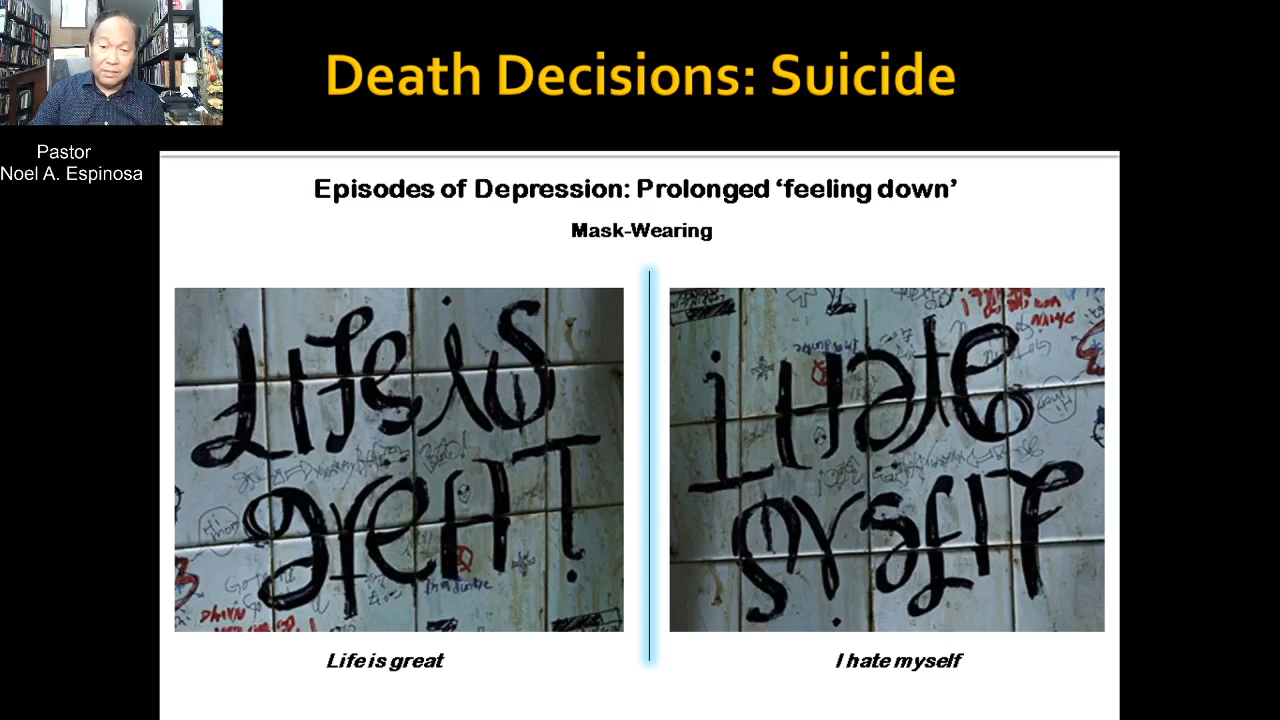 Death Decisions: Suicide
Pastor
Noel A. Espinosa
Episodes of Depression: Prolonged ‘feeling down’
Mask-Wearing
Life is
great!
i Hate
myself
Life is great
I hate myself